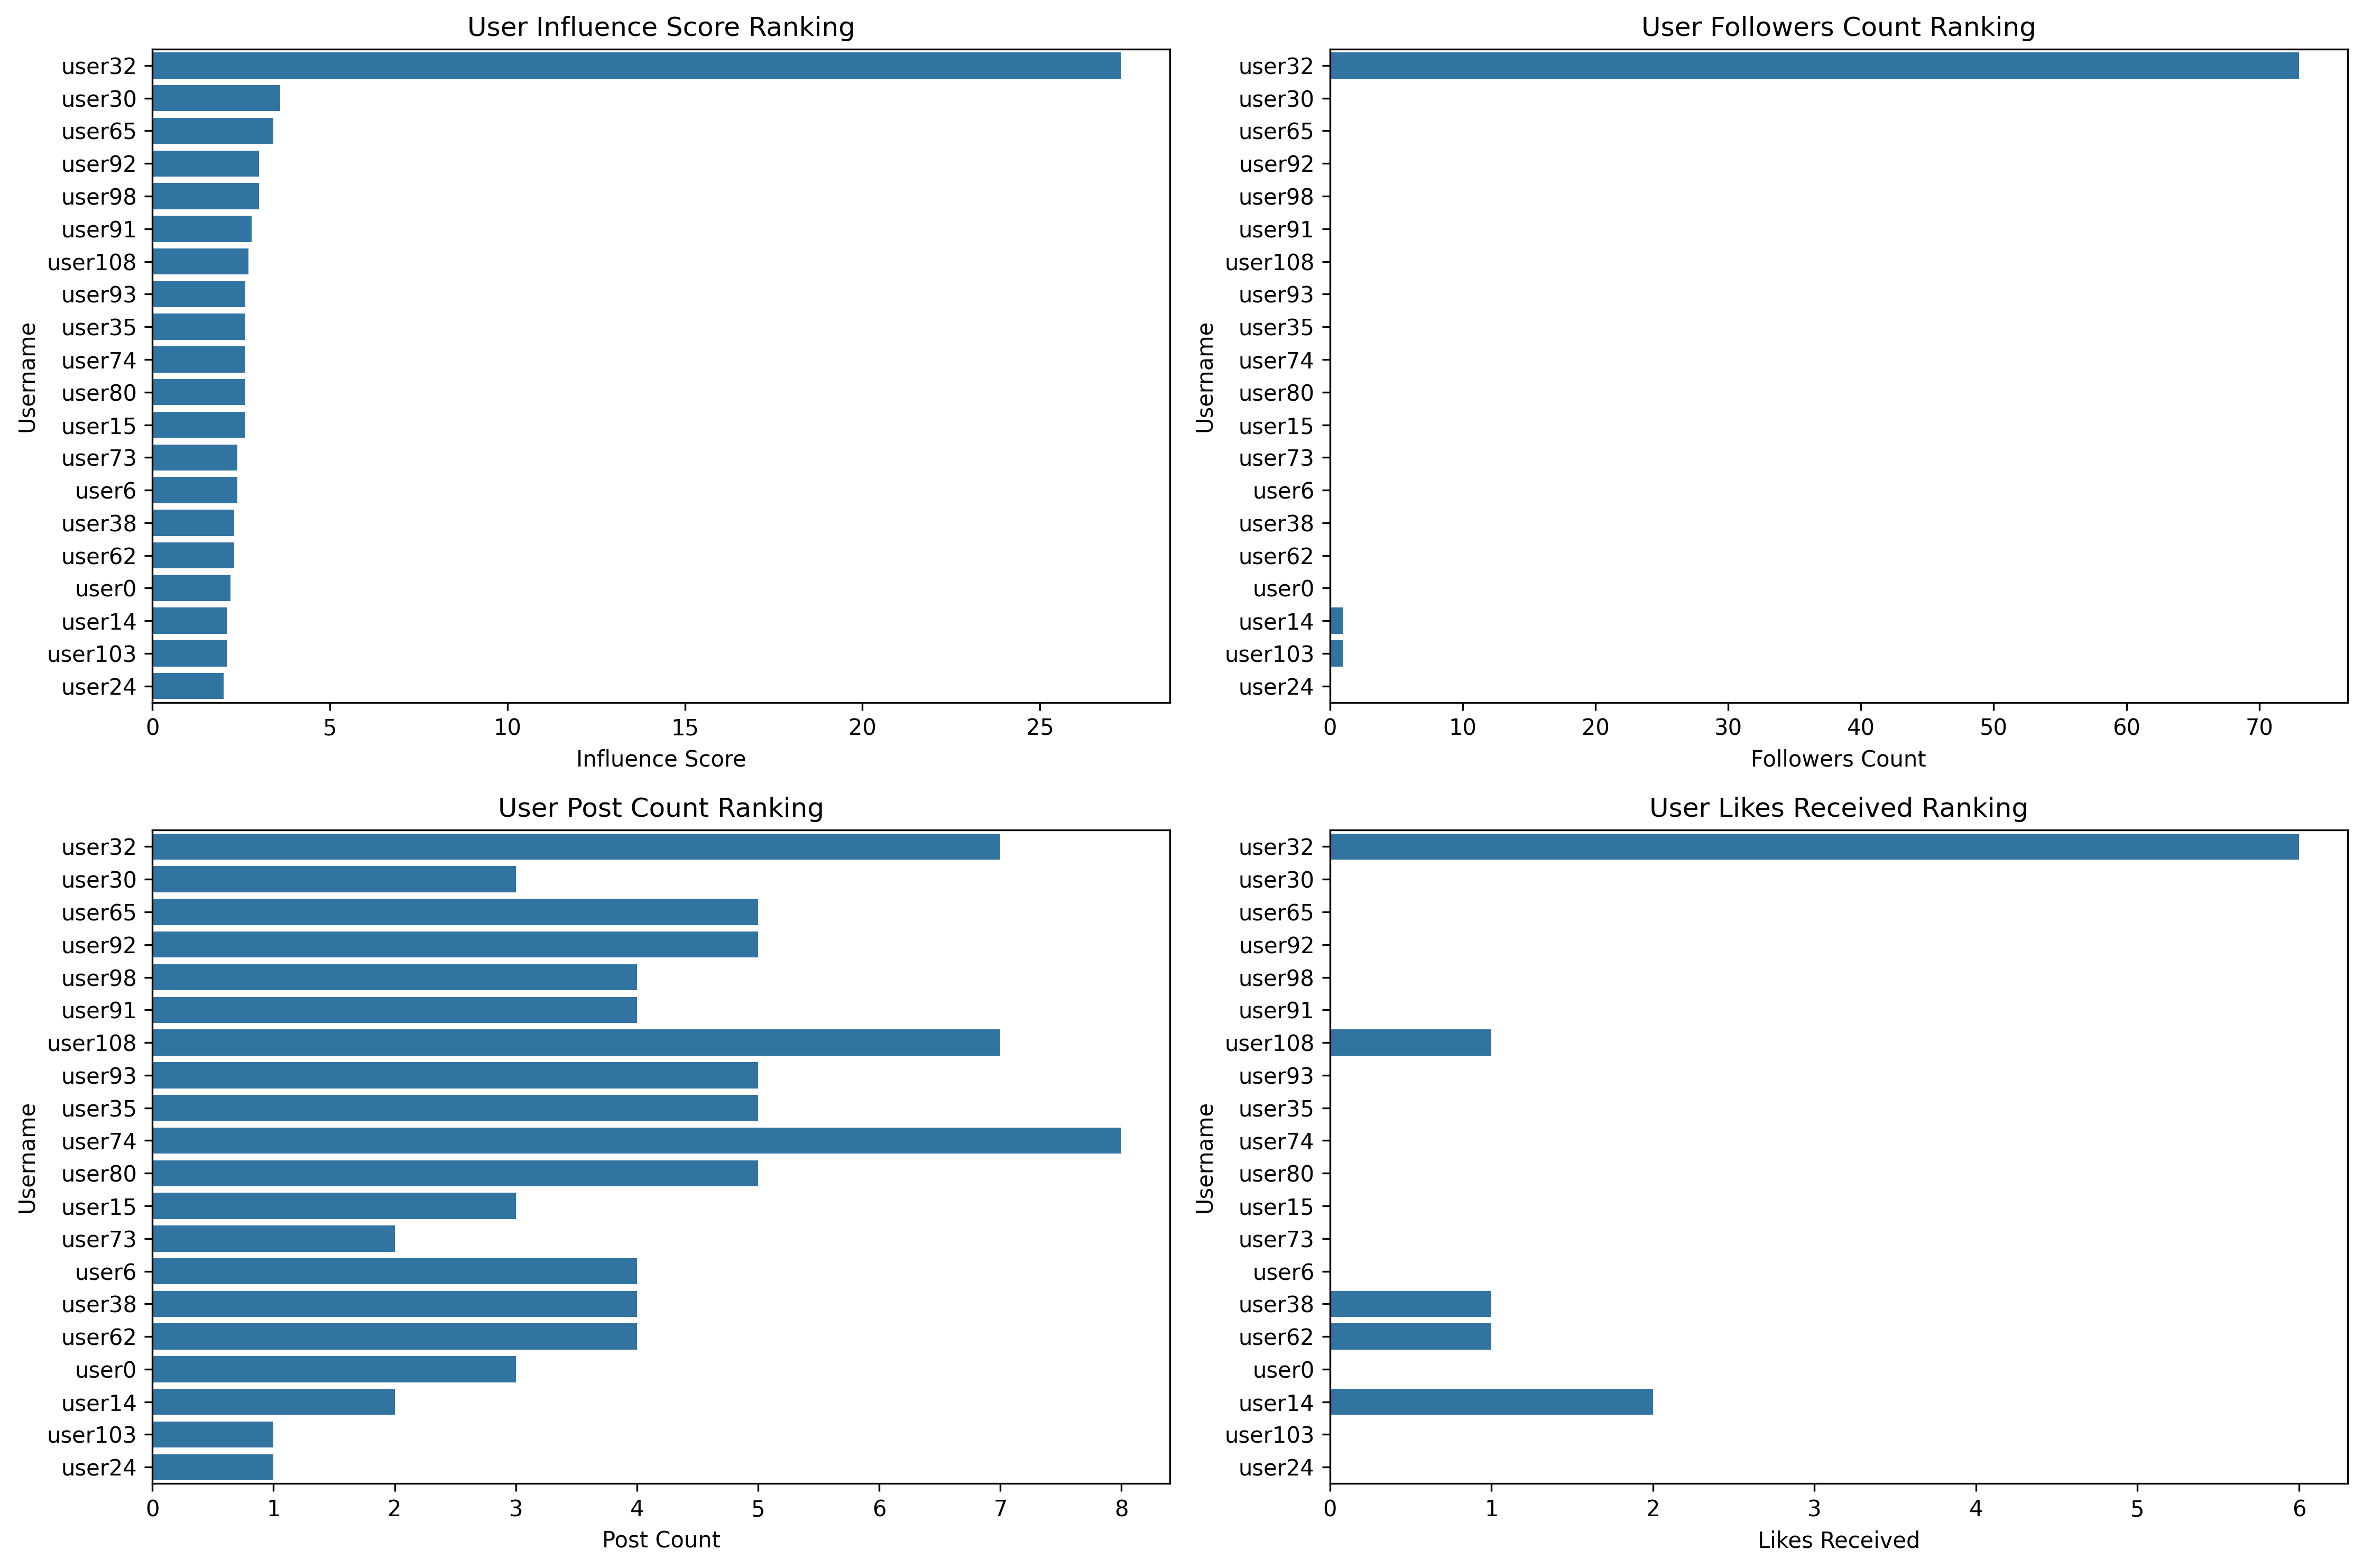 User Influence Score Ranking
Username
user32
user30
user65
user92
user98
user91
user108
user93
user35
user74
user80
user15
user73
user6
user38
user62
user0
user14
user103
user24
0 5 10 15 20 25
Influence Score
User Followers Count Ranking
Username
user32
user30
user65
user92
user98
user91
user108
user93
user35
user74
user80
user15
user73
user6
user38
user62
user0
user14
user103
user24
0 10 20 30 40 50 60 70
Followers Count
User Post Count Ranking
Username
user32
user30
user65
user92
user98
user91
user108
user93
user35
user74
user80
user15
user73
user6
user38
user62
user0
user14
user103
user24
0 1 2 3 4 5 6 7 8
Post Count
User Likes Received Ranking
Username
user32
user30
user65
user92
user98
user91
user108
user93
user35
user74
user80
user15
user73
user6
user38
user62
user0
user14
user103
user24
0 1 2 3 4 5 6
Likes Received